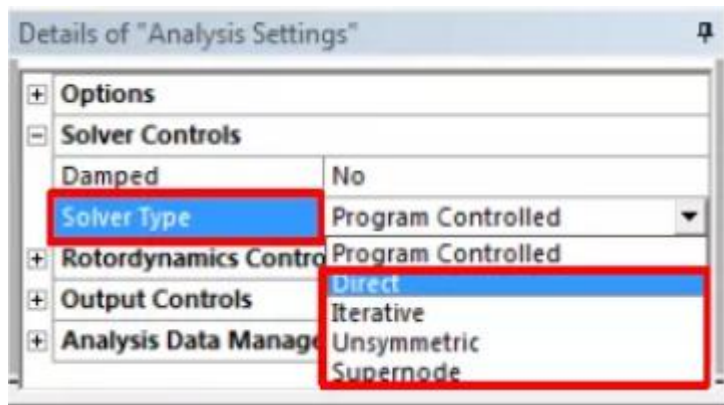 Details of "Analysis Settings"
Options
Solver Controls
Damped No
Solver Type Program Controlled
Rotordynamics Contro Program Controlled
Direct
Output Controls
Iterative
Analysis Data Manage Unsymmetric
Supernode